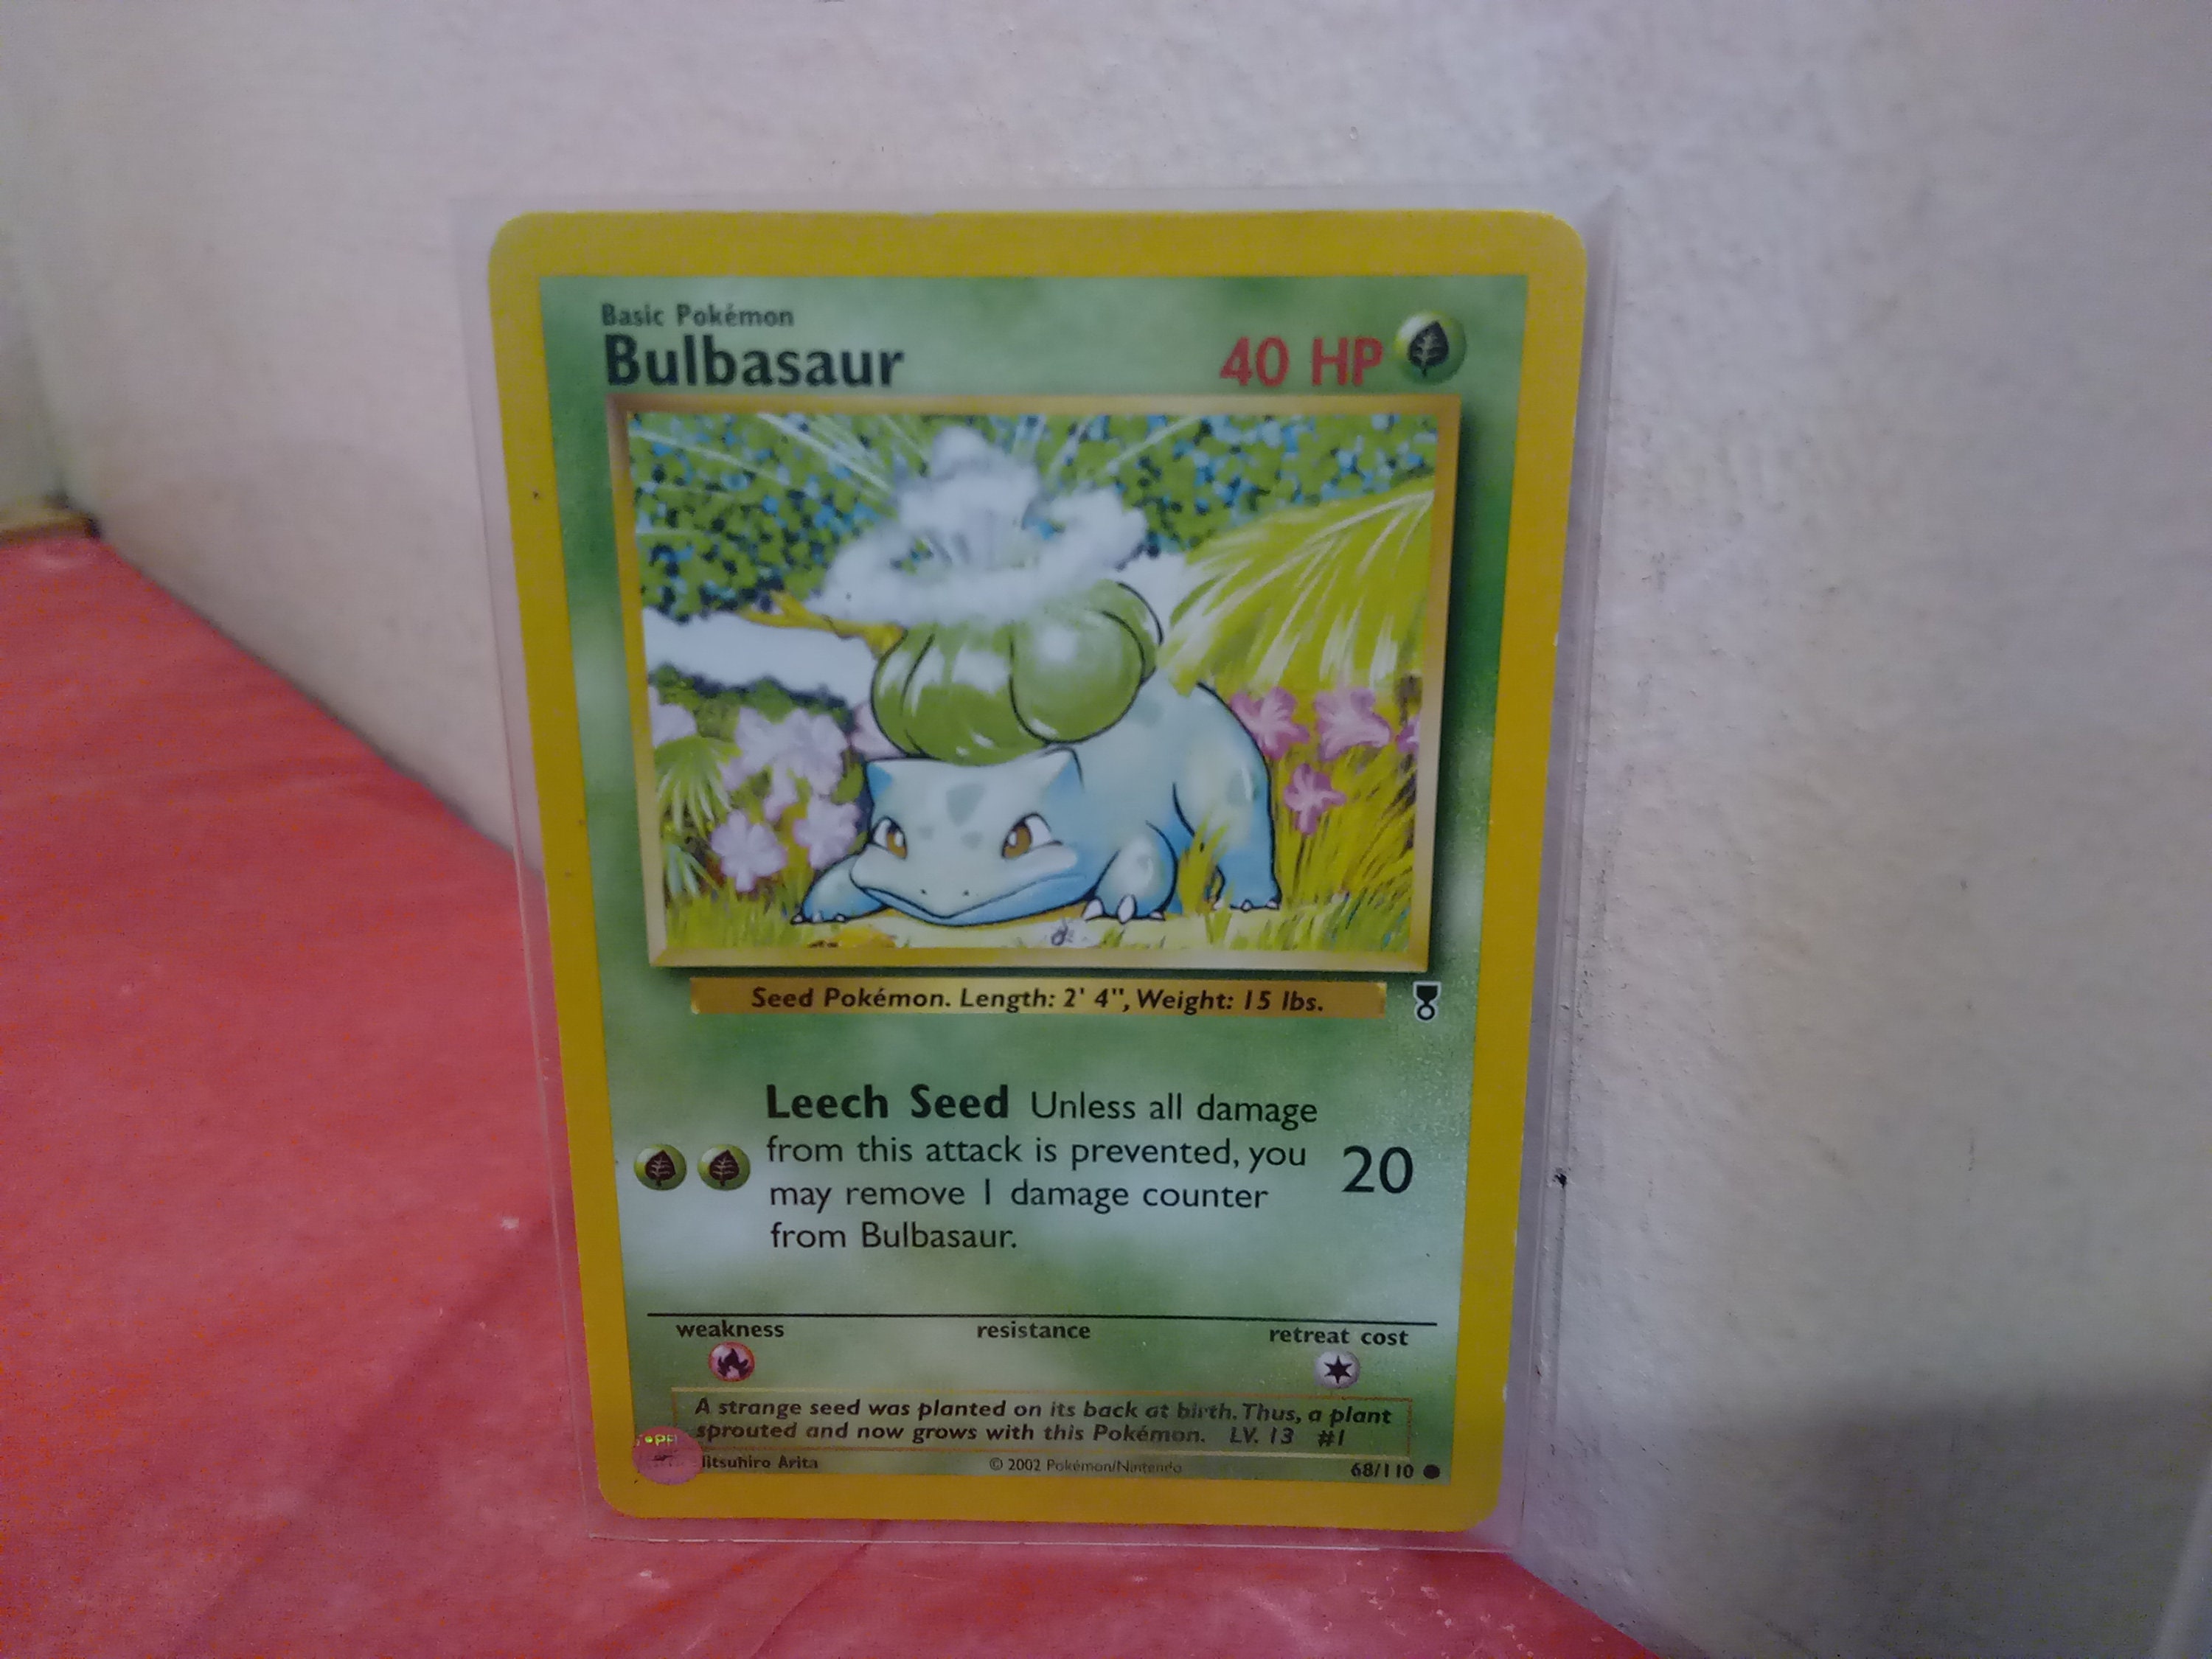 Basic Pokémon
Bulbasaur 40 HP
Seed Pokémon. Length: 2' 4", Weight: 15 lbs.
Leech Seed Unless all damage
from this attack is prevented, you
may remove 1 damage counter
from Bulbasaur.
20
weakness resistance retreat cost
A strange seed was planted on its back at birth. Thus, a plant
sprouted and now grows with this Pokémon. LV. 13 #1
itsuhiro Arita © 2002 Pokémon/Nintendo 68/110